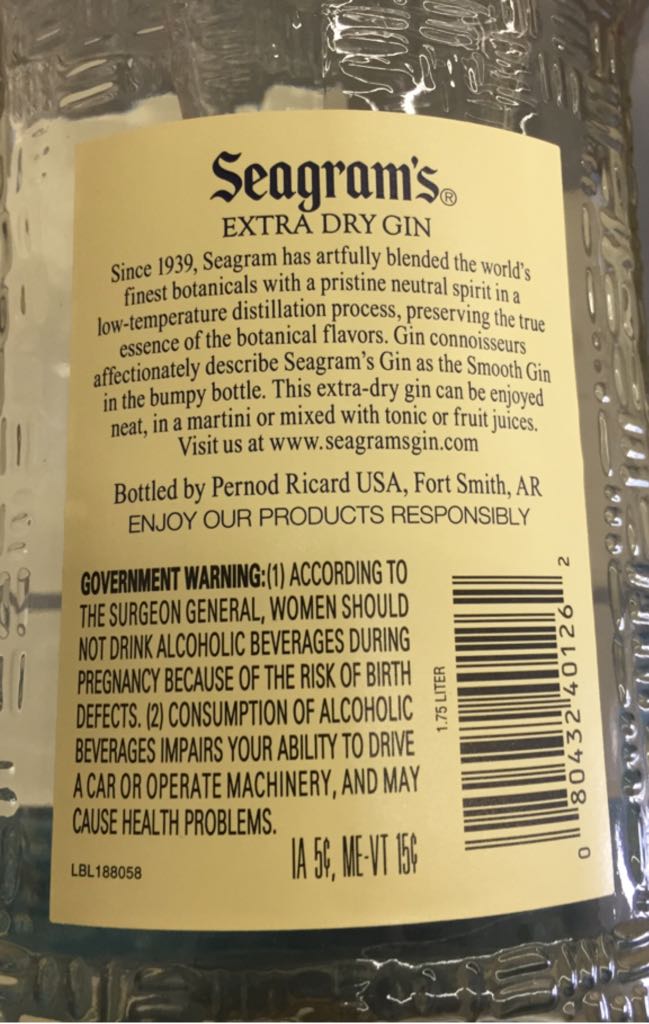 Seagram's®
EXTRA DRY GIN
Since 1939, Seagram has artfully blended the world's
finest botanicals with a pristine neutral spirit in a
low-temperature distillation process, preserving the true
essence of the botanical flavors. Gin connoisseurs
affectionately describe Seagram's Gin as the Smooth Gin
in the bumpy bottle. This extra-dry gin can be enjoyed
neat, in a martini or mixed with tonic or fruit juices.
Visit us at www.seagramsgin.com
Bottled by Pernod Ricard USA, Fort Smith, AR
ENJOY OUR PRODUCTS RESPONSIBLY
GOVERNMENT WARNING:(1) ACCORDING TO
THE SURGEON GENERAL, WOMEN SHOULD
NOT DRINK ALCOHOLIC BEVERAGES DURING
PREGNANCY BECAUSE OF THE RISK OF BIRTH
DEFECTS. (2) CONSUMPTION OF ALCOHOLIC
BEVERAGES IMPAIRS YOUR ABILITY TO DRIVE
A CAR OR OPERATE MACHINERY, AND MAY
CAUSE HEALTH PROBLEMS.
IA 5¢, ME-VT 15¢
LBL188058
1.75 LITER
0 80432 40126 2